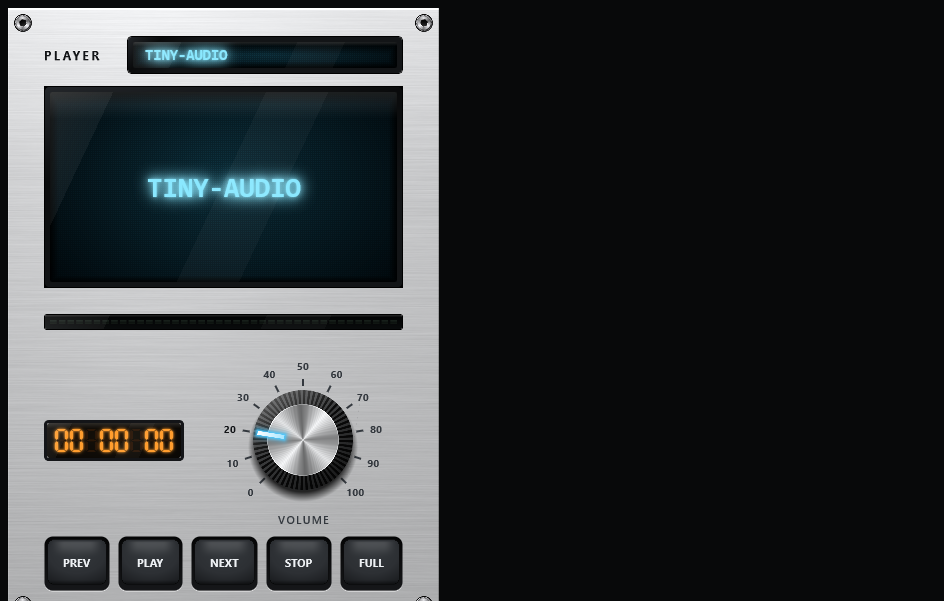 PLAYER TINY-AUDIO
TINY-AUDIO
50
40 60
30 70
20 80
00 00 00
10 90
0 100
VOLUME
PREV PLAY NEXT STOP FULL